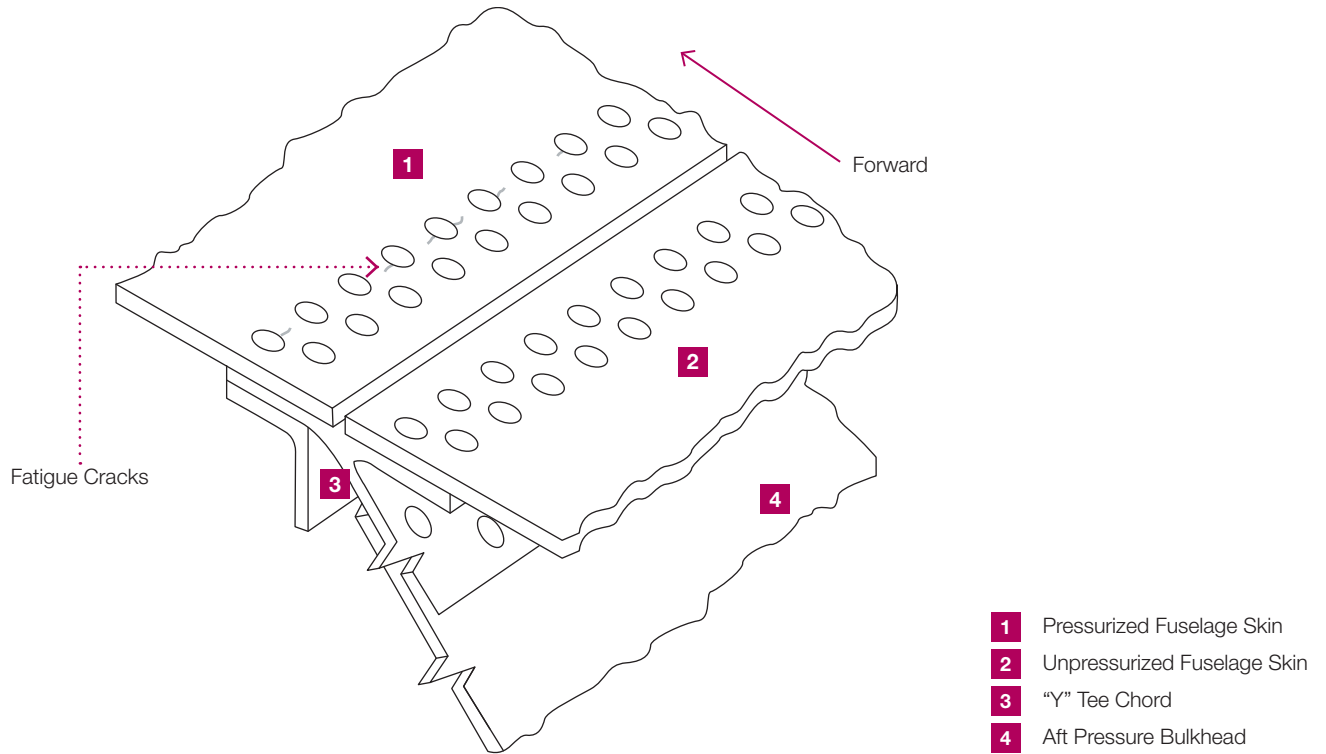 1
Forward
2
Fatigue Cracks
3
4
1 Pressurized Fuselage Skin
2 Unpressurized Fuselage Skin
3 “Y” Tee Chord
4 Aft Pressure Bulkhead